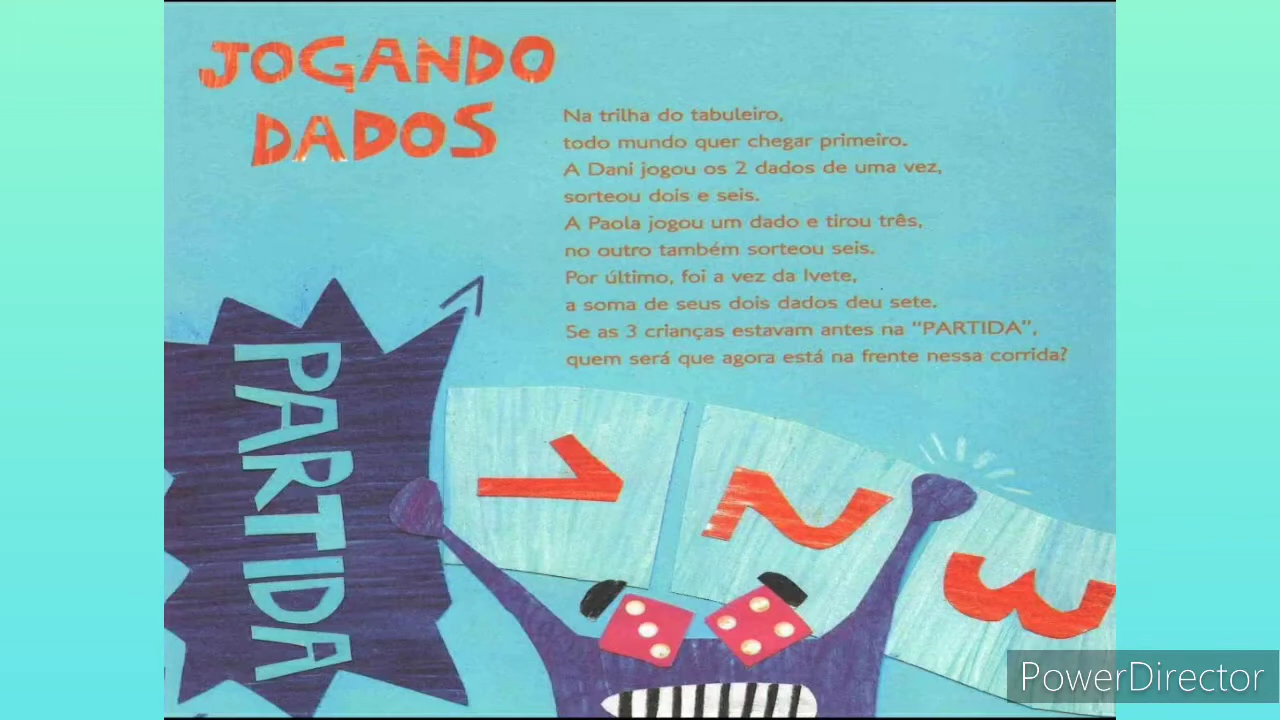 JOGANDO
DADOS
Na trilha do tabuleiro,
todo mundo quer chegar primeiro.
A Dani jogou os 2 dados de uma vez,
sorteou dois e seis.
A Paola jogou um dado e tirou três,
no outro também sorteou seis.
Por último, foi a vez da Ivete,
a soma de seus dois dados deu sete.
Se as 3 crianças estavam antes na “PARTIDA”,
quem será que agora está na frente nessa corrida?
PARTIDA
1
2
3
PowerDirector